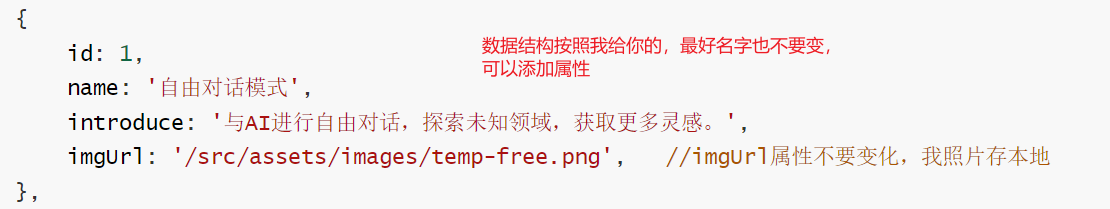 {
id: 1,
数据结构按照我给你的，最好名字也不要变，
可以添加属性
name: '自由对话模式',
introduce: '与AI进行自由对话，探索未知领域，获取更多灵感。',
imgUrl: '/src/assets/images/temp-free.png', //imgUrl属性不要变化，我照片存本地
},